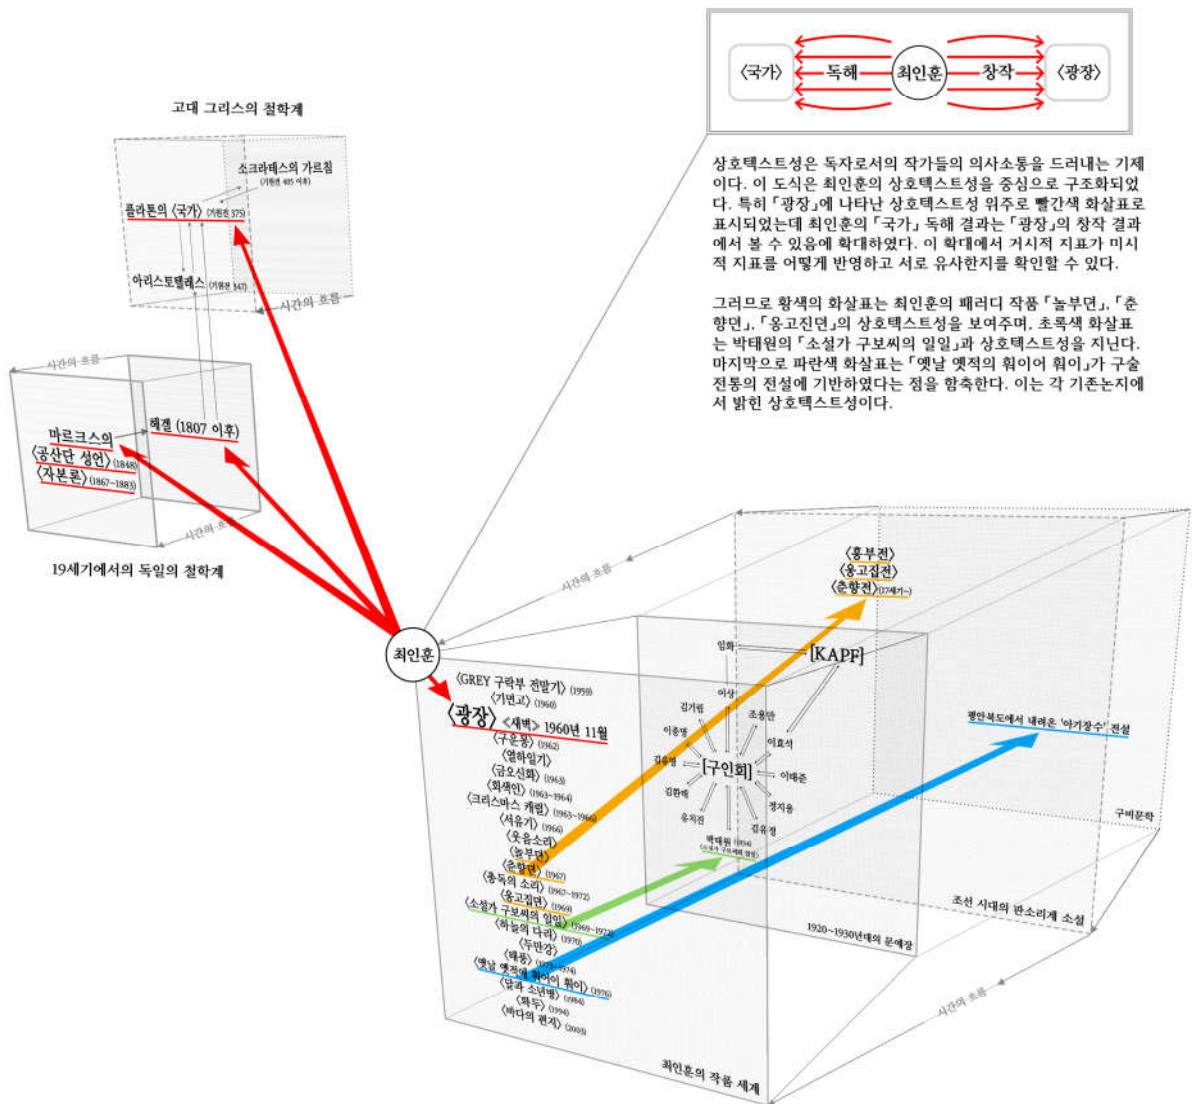 〈국가〉
독해
최인훈
창작
〈광장〉
상호텍스트성은 독자로서의 작가들의 의사소통을 드러내는 기제
이다. 이 도식은 최인훈의 상호텍스트성을 중심으로 구조화되었
다. 특히 「광장」에 나타난 상호텍스트성 위주로 빨간색 화살표로
표시되었는데 최인훈의 「국가」 독해 결과는 「광장」의 창작 결과
에서 볼 수 있음에 확대하였다. 이 확대에서 거시적 지표가 미시
적 지표를 어떻게 반영하고 서로 유사한지를 확인할 수 있다.
그러므로 황색의 화살표는 최인훈의 패러디 작품 「놀부뎐」, 「춘
향뎐」, 「옹고진뎐」의 상호텍스트성을 보여주며, 초록색 화살표
는 박태원의 「소설가 구보씨의 일일」과 상호텍스트성을 지닌다.
마지막으로 파란색 화살표는 「옛날 옛적의 훠이어 훠이」가 구술
전통의 전설에 기반하였다는 점을 함축한다. 이는 각 기존논지에
서 밝힌 상호텍스트성이다.
고대 그리스의 철학계
소크라테스의 가르침
(기원전 405 이후)
플라톤의 〈국가〉 (기원전 375)
아리스토텔레스 (기원전 347)
시간의 흐름
시간의 흐름
헤겔 (1807 이후)
마르크스의
〈공산단 성언〉 (1848)
〈자본론〉 (1867~1883)
시간의 흐름
19세기에서의 독일의 철학계
시간의 흐름
최인훈
〈GREY 구락부 전말기〉 (1959)
〈가면고〉 (1960)
〈광장〉 《새벽》 1960년 11월
〈구운몽〉 (1962)
〈열하일기〉
〈금오신화〉 (1963)
〈회색인〉 (1963~1964)
〈크리스마스 캐럴〉 (1963~1966)
〈서유기〉 (1966)
〈웃음소리〉
〈놀부뎐〉
〈춘향뎐〉 (1967)
〈총독의 소리〉 (1967~1972)
〈옹고집뎐〉 (1969)
〈소설가 구보씨의 일일〉 (1969~1972)
〈하늘의 다리〉 (1970)
〈두만강〉
〈태풍〉 (1973~1974)
〈옛날 옛적에 훠어이 훠이〉 (1976)
〈달과 소년병〉 (1984)
〈화두〉 (1994)
〈바다의 편지〉 (2003)
최인훈의 작품 세계
〈흥부전〉
〈옹고집전〉
〈춘향전〉 (17세기~)
임화
[KAPF]
이상
김기림
조용만
이종명
이효석
김유영
[구인회]
이태준
김환태
정지용
유치진
김유정
박태원 (1934)
〈소설가 구보씨의 일일〉
1920~1930년대의 문예장
평안북도에서 내려온 '아기장수' 전설
구비문학
조선 시대의 판소리계 소설
시간의 흐름